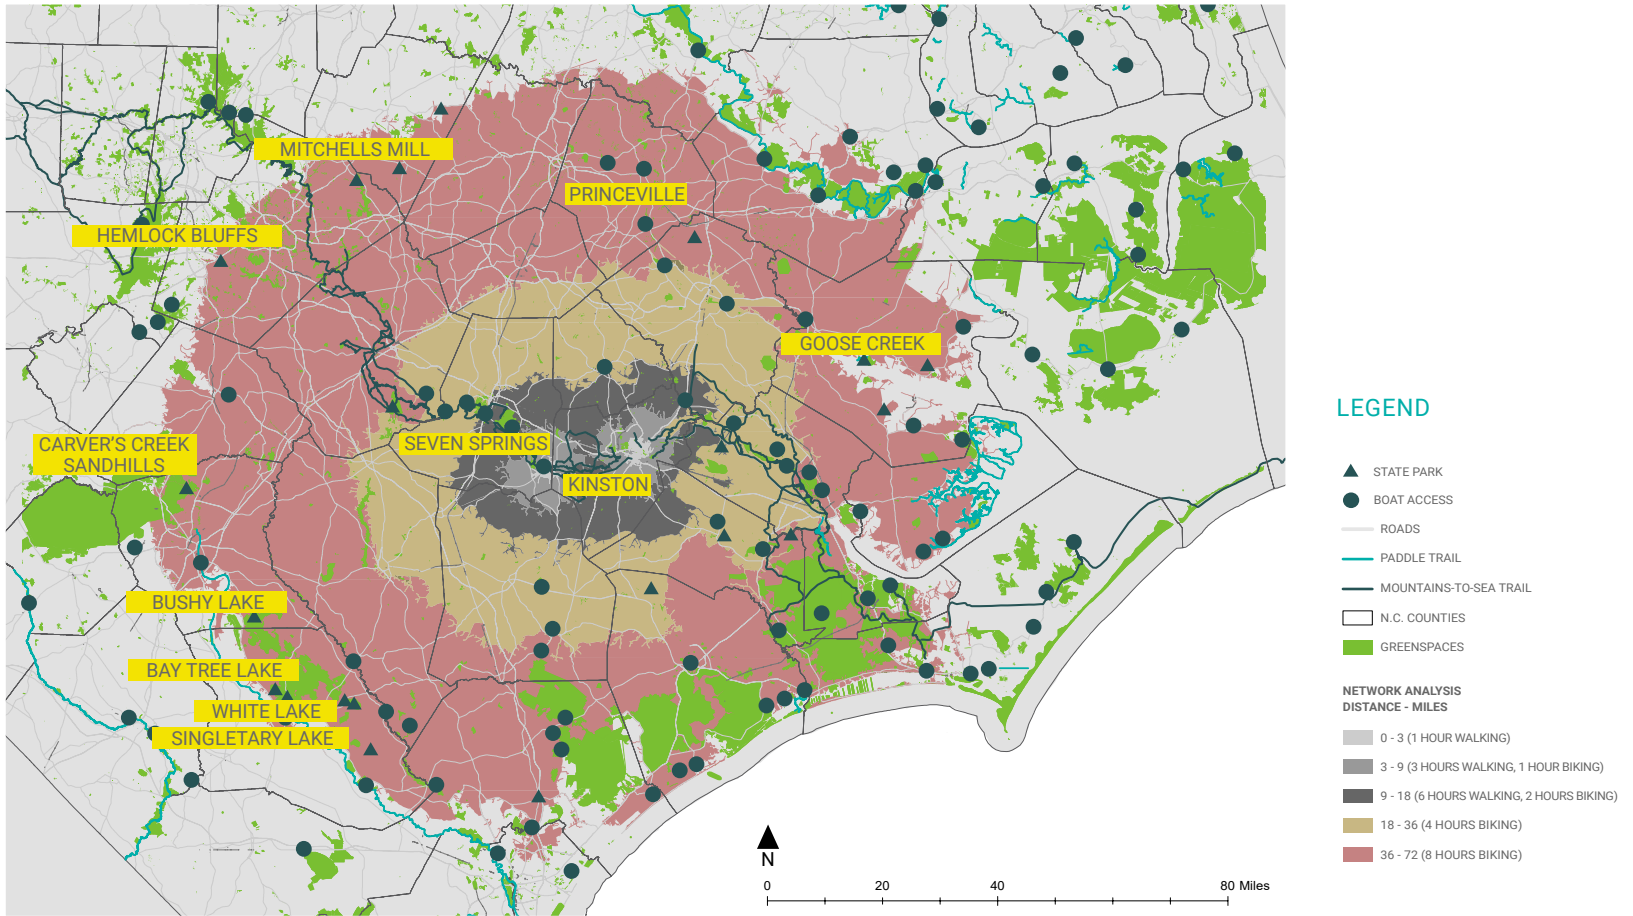 MITCHELLS MILL
PRINCEVILLE
HEMLOCK BLUFFS
GOOSE CREEK
CARVER'S CREEK
SANDHILLS
SEVEN SPRINGS
KINSTON
BUSHY LAKE
BAY TREE LAKE
WHITE LAKE
SINGLETARY LAKE
N
0 20 40 80 Miles
LEGEND
STATE PARK
BOAT ACCESS
ROADS
PADDLE TRAIL
MOUNTAINS-TO-SEA TRAIL
N.C. COUNTIES
GREENSPACES
NETWORK ANALYSIS
DISTANCE - MILES
0 - 3 (1 HOUR WALKING)
3 - 9 (3 HOURS WALKING, 1 HOUR BIKING)
9 - 18 (6 HOURS WALKING, 2 HOURS BIKING)
18 - 36 (4 HOURS BIKING)
36 - 72 (8 HOURS BIKING)